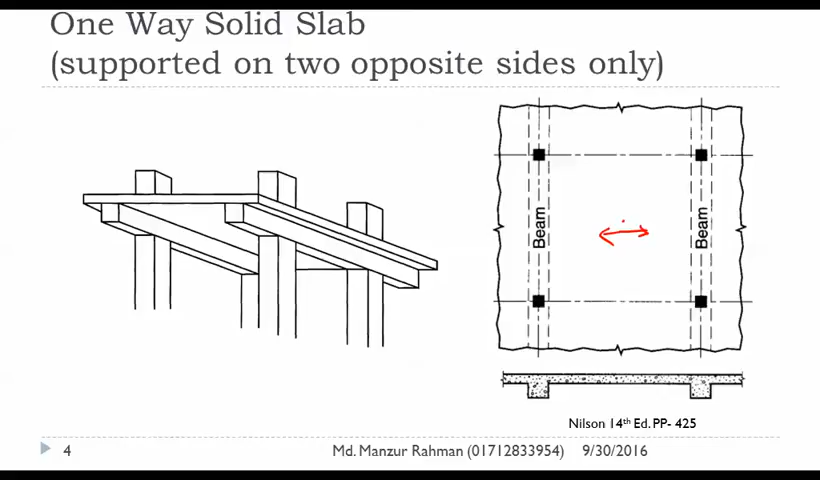 One Way Solid Slab
(supported on two opposite sides only)
Beam
Beam
Nilson 14th Ed. PP- 425
4
Md. Manzur Rahman (01712833954)
9/30/2016